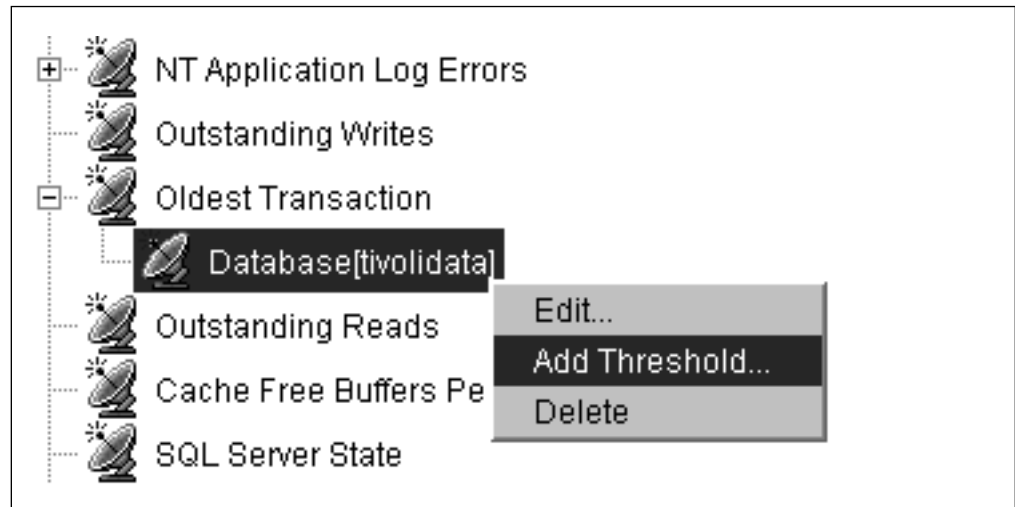 NT Application Log Errors
Outstanding Writes
Oldest Transaction
Database[tivolidata]
Outstanding Reads
Cache Free Buffers Pe
SQL Server State
Edit...
Add Threshold...
Delete